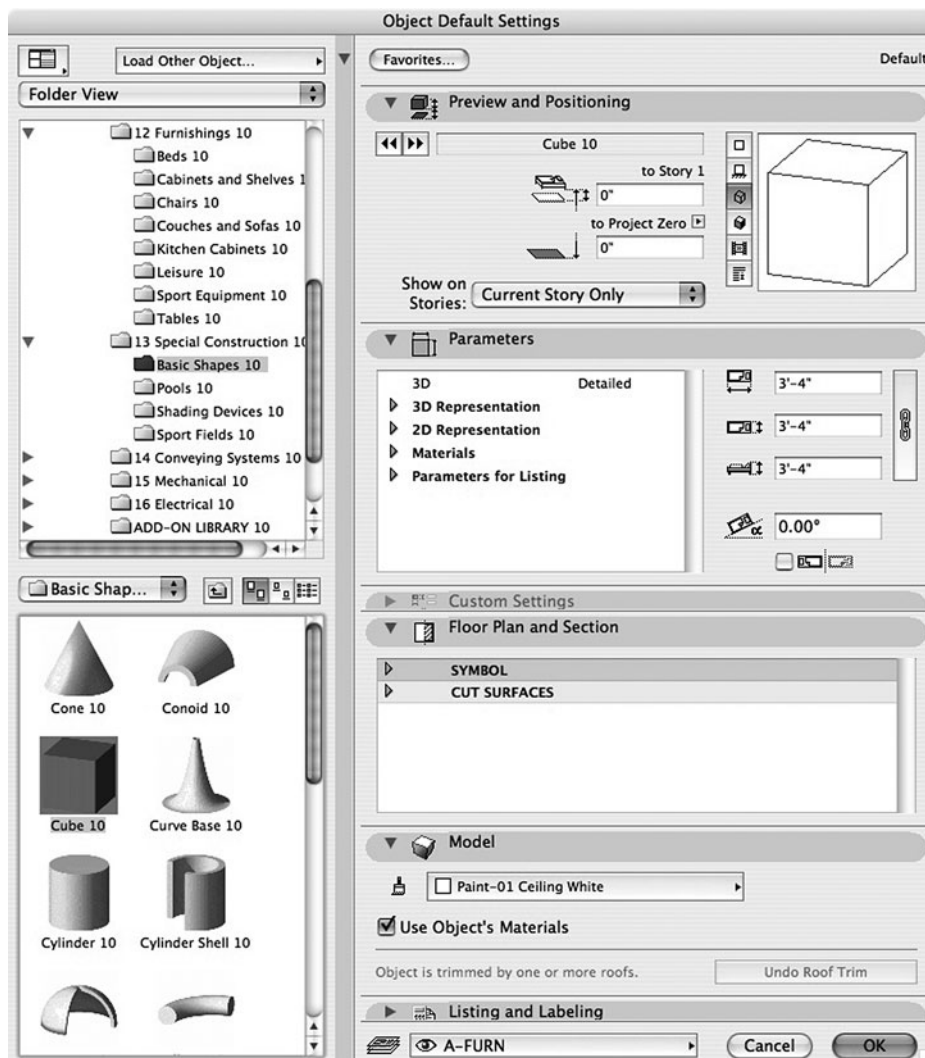 Object Default Settings
Load Other Object...
Folder View
12 Furnishings 10
Beds 10
Cabinets and Shelves 1
Chairs 10
Couches and Sofas 10
Kitchen Cabinets 10
Leisure 10
Sport Equipment 10
Tables 10
13 Special Construction 10
Basic Shapes 10
Pools 10
Shading Devices 10
Sport Fields 10
14 Conveying Systems 10
15 Mechanical 10
16 Electrical 10
ADD-ON LIBRARY 10
Basic Shap...
Cone 10
Conoid 10
Cube 10
Curve Base 10
Cylinder 10
Cylinder Shell 10
Favorites...
Default
Preview and Positioning
Cube 10
to Story 1
0"
to Project Zero
0"
Show on
Stories:
Current Story Only
Parameters
3D Detailed
3D Representation
2D Representation
Materials
Parameters for Listing
3'-4"
3'-4"
3'-4"
α
0.00°
Custom Settings
Floor Plan and Section
SYMBOL
CUT SURFACES
Model
Paint-01 Ceiling White
Use Object's Materials
Object is trimmed by one or more roofs.
Undo Roof Trim
Listing and Labeling
A-FURN
Cancel
OK